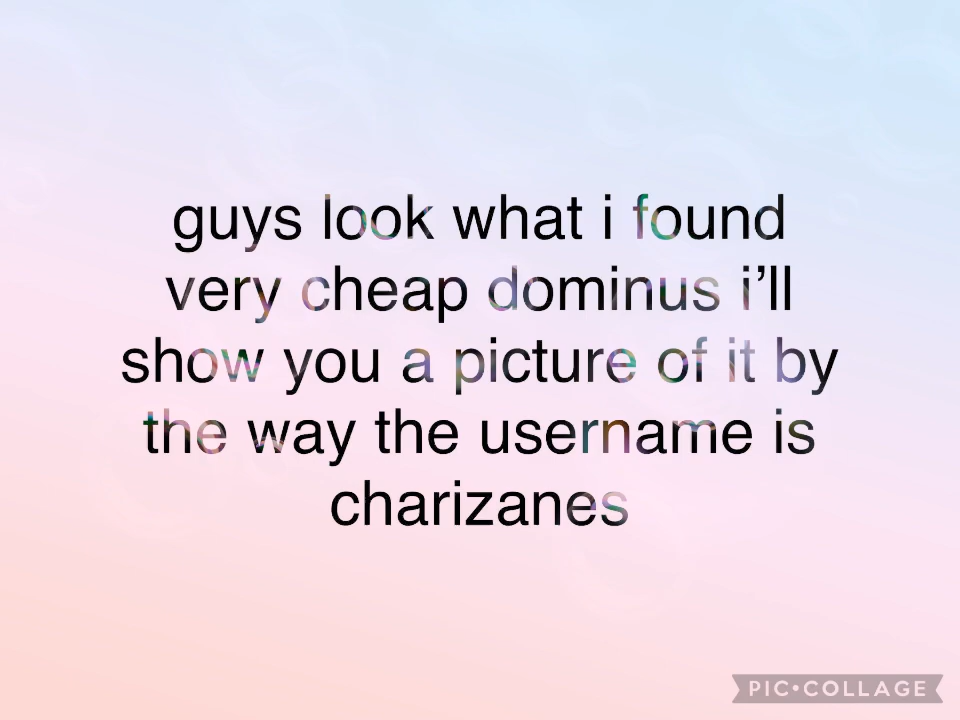 guys look what i found
very cheap dominus i’ll
show you a picture of it by
the way the username is
charizanes
PIC•COLLAGE